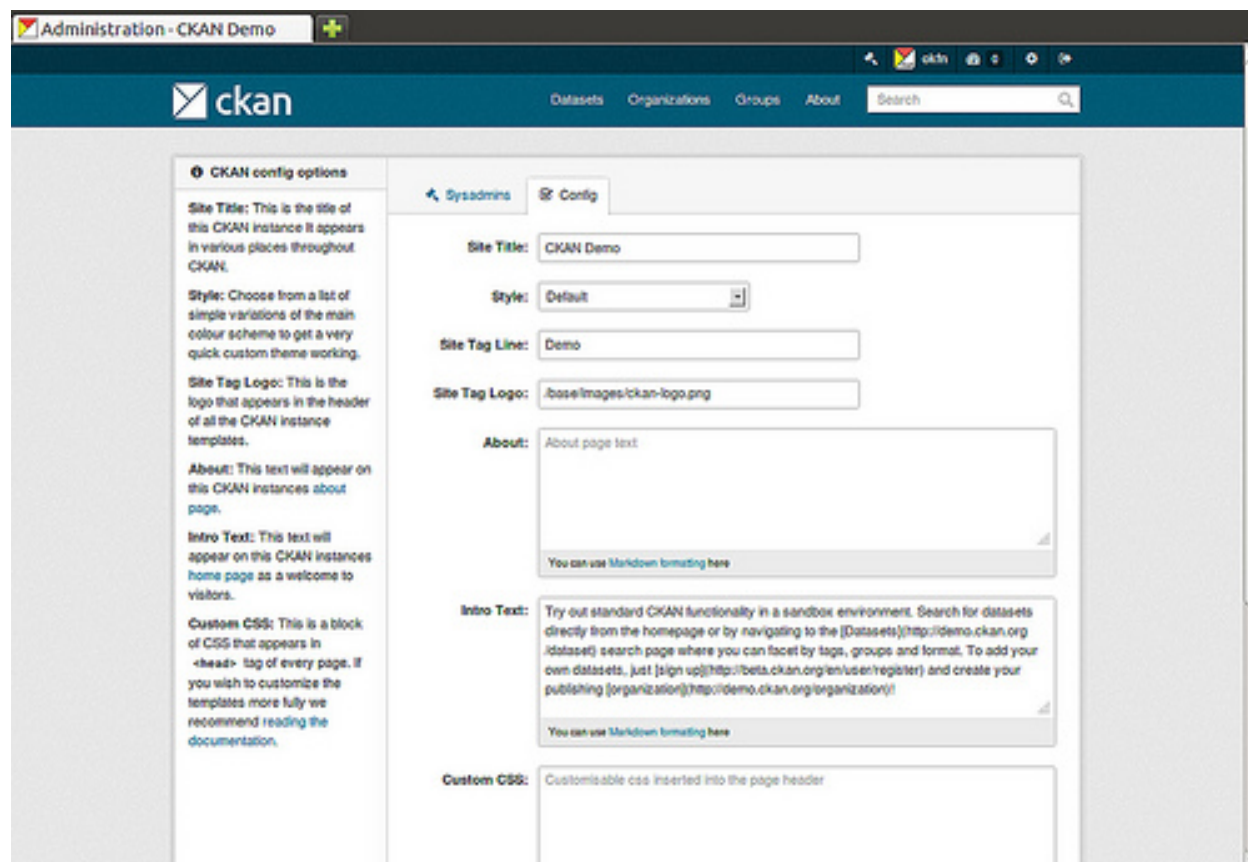 Administration - CKAN Demo
okfn 0
ckan
Datasets Organizations Groups About Search
CKAN config options
Site Title: This is the title of
this CKAN instance It appears
in various places throughout
CKAN.
Style: Choose from a list of
simple variations of the main
colour scheme to get a very
quick custom theme working.
Site Tag Logo: This is the
logo that appears in the header
of all the CKAN instance
templates.
About: This text will appear on
this CKAN instances about
page.
Intro Text: This text will
appear on this CKAN instances
home page as a welcome to
visitors.
Custom CSS: This is a block
of CSS that appears in
<head> tag of every page. If
you wish to customize the
templates more fully we
recommend reading the
documentation.
Sysadmins Config
Site Title: CKAN Demo
Style: Default
Site Tag Line: Demo
Site Tag Logo: /base/images/ckan-logo.png
About: About page text
You can use Markdown formatting here
Intro Text: Try out standard CKAN functionality in a sandbox environment. Search for datasets
directly from the homepage or by navigating to the [Datasets](http://demo.ckan.org
/dataset) search page where you can facet by tags, groups and format. To add your
own datasets, just [sign up](http://beta.ckan.org/en/user/register) and create your
publishing [organization](http://demo.ckan.org/organization)!
You can use Markdown formatting here
Custom CSS: Customisable css inserted into the page header